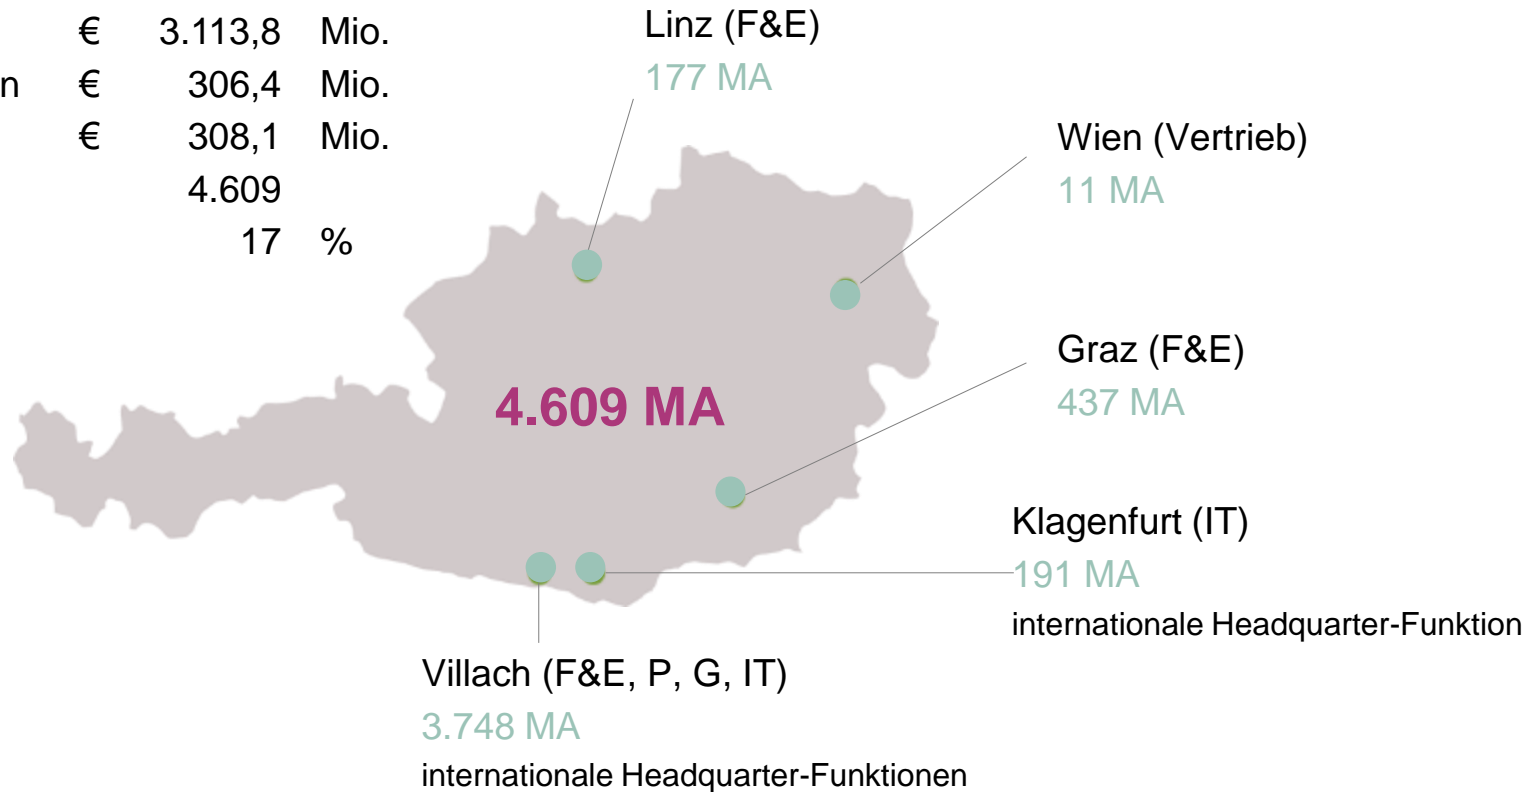 € 3.113,8 Mio.
n € 306,4 Mio.
€ 308,1 Mio.
4.609
17 %
Linz (F&E)
177 MA
Wien (Vertrieb)
11 MA
Graz (F&E)
437 MA
4.609 MA
Klagenfurt (IT)
191 MA
internationale Headquarter-Funktion
Villach (F&E, P, G, IT)
3.748 MA
internationale Headquarter-Funktionen